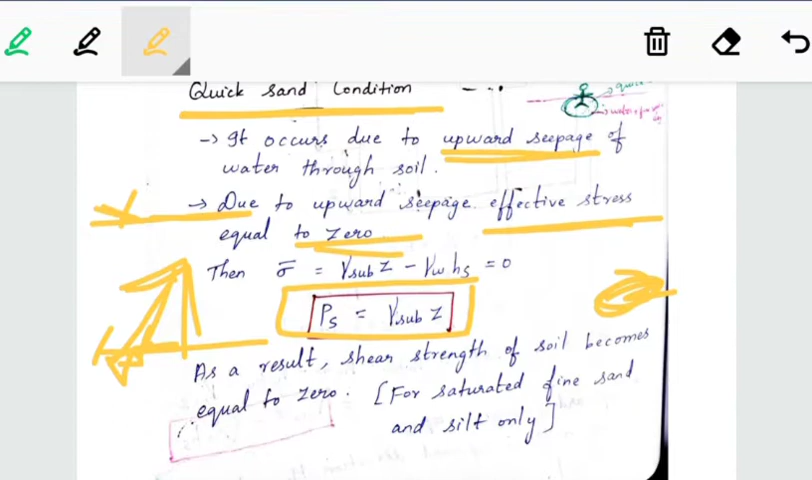 Quick sand Condition
→ It occurs due to upward seepage of
water through soil.
→ Due to upward seepage effective stress
equal to zero
Then σ̄ = γsub z - γw hs = 0
Ps = γsub z
As a result, shear strength of soil becomes
equal to zero. [For saturated fine sand
and silt only]